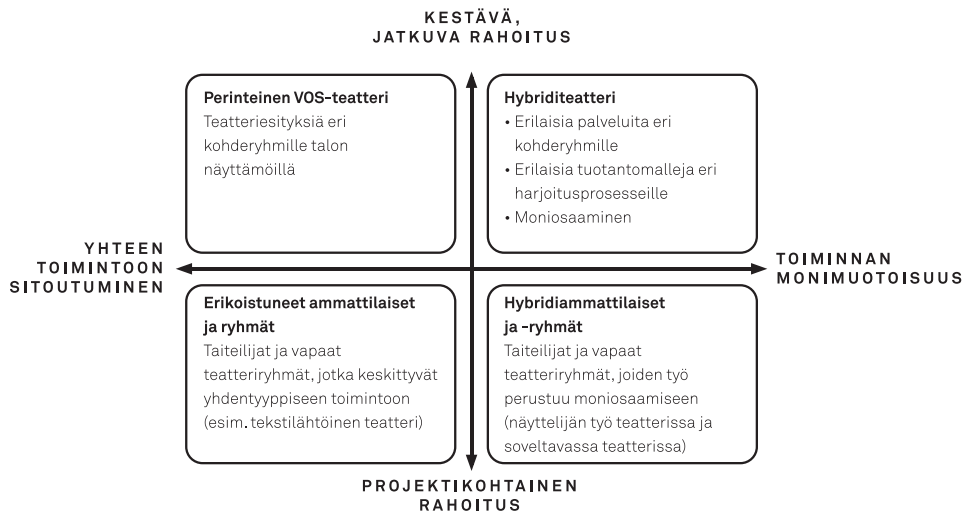 KESTÄVÄ,
JATKUVA RAHOITUS
Perinteinen VOS-teatteri
Teatteriesityksiä eri
kohderyhmille talon
näyttämöillä
Hybriditeatteri
• Erilaisia palveluita eri
kohderyhmille
• Erilaisia tuotantomalleja eri
harjoitusprosesseille
• Moniosaaminen
YHTEEN
TOIMINTOON
SITOUTUMINEN
TOIMINNAN
MONIMUOTOISUUS
Erikoistuneet ammattilaiset
ja ryhmät
Taiteilijat ja vapaat
teatteriryhmät, jotka keskittyvät
yhdentyyppiseen toimintoon
(esim. tekstilähtöinen teatteri)
Hybridiammattilaiset
ja -ryhmät
Taiteilijat ja vapaat
teatteriryhmät, joiden työ
perustuu moniosaamiseen
(näyttelijän työ teatterissa ja
soveltavassa teatterissa)
PROJEKTIKOHTAINEN
RAHOITUS